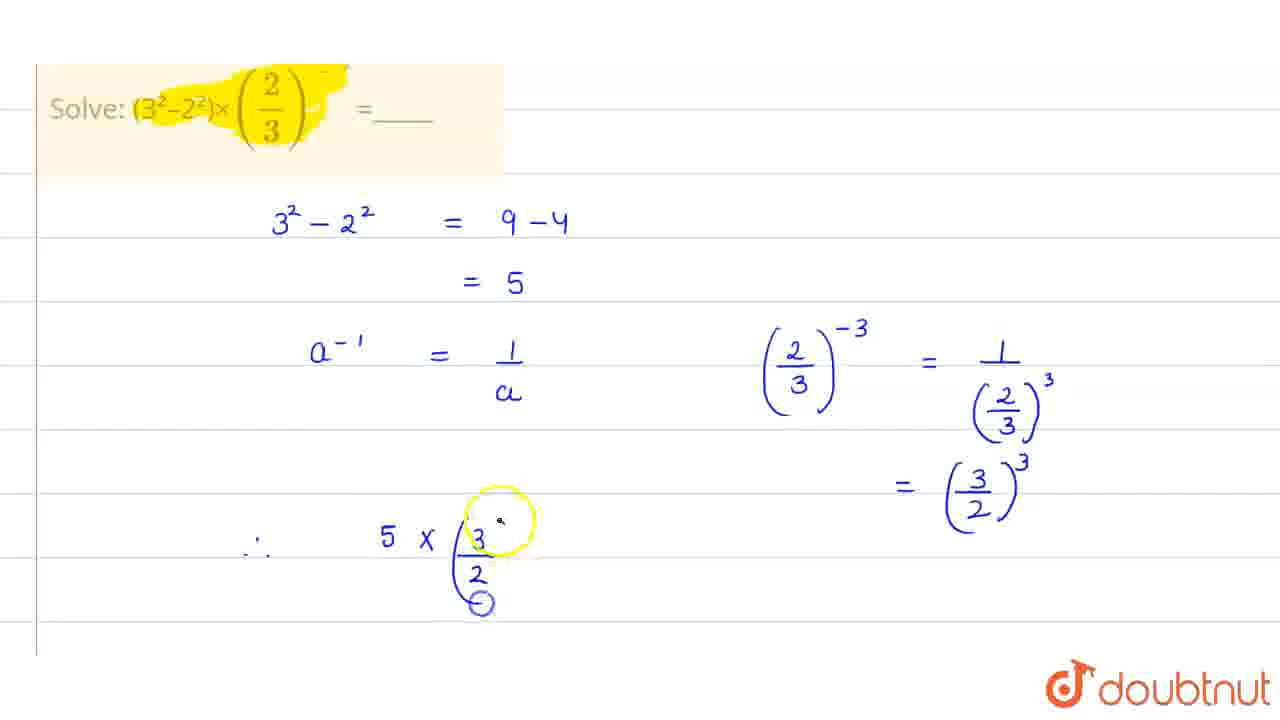 Solve: (3²–2²)×(2/3) =_____
3² − 2² = 9 − 4
= 5
a⁻¹ = 1/a
(2/3)⁻³ = 1/(2/3)³
= (3/2)³
∴ 5 × (3/2
doubtnut